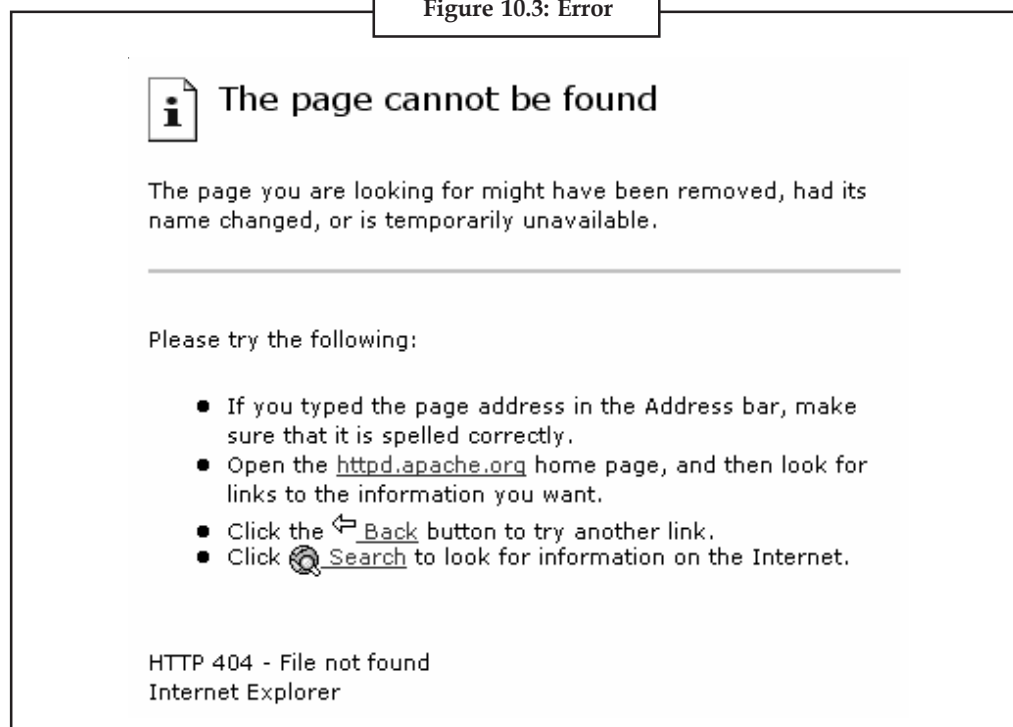 Figure 10.3: Error
The page cannot be found
The page you are looking for might have been removed, had its
name changed, or is temporarily unavailable.
Please try the following:
● If you typed the page address in the Address bar, make
sure that it is spelled correctly.
● Open the httpd.apache.org home page, and then look for
links to the information you want.
● Click the Back button to try another link.
● Click Search to look for information on the Internet.
HTTP 404 - File not found
Internet Explorer